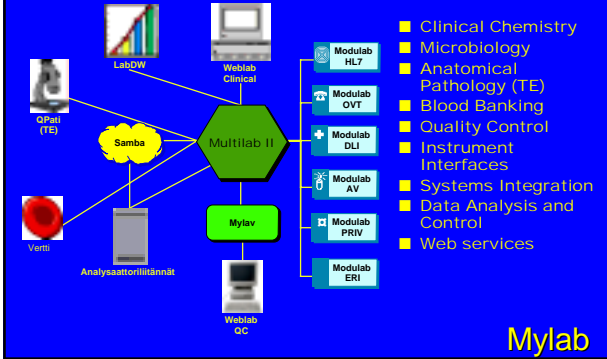 LabDW
Weblab
Clinical
QPati
(TE)
Samba
Multilab II
Vertti
Analysaattoriliitännät
Mylav
Weblab
QC
Modulab
HL7
Modulab
OVT
Modulab
DLI
Modulab
AV
Modulab
PRIV
Modulab
ERI
Clinical Chemistry
Microbiology
Anatomical
Pathology (TE)
Blood Banking
Quality Control
Instrument
Interfaces
Systems Integration
Data Analysis and
Control
Web services
Mylab